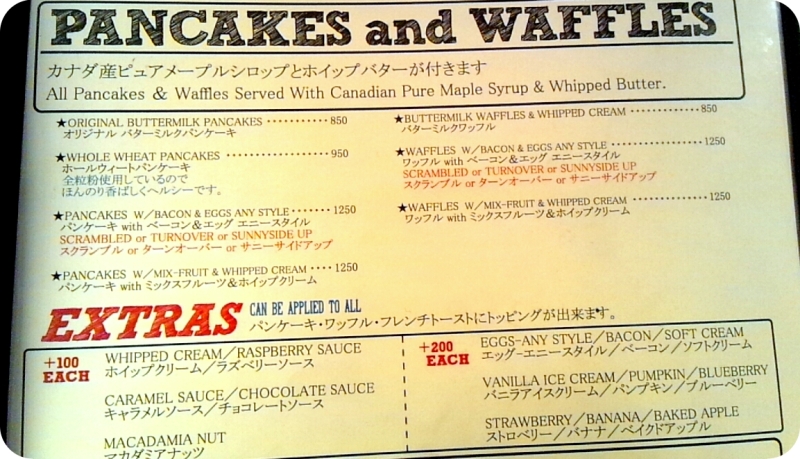 PANCAKES and WAFFLES
カナダ産ピュアメープルシロップとホイップバターが付きます
All Pancakes & Waffles Served With Canadian Pure Maple Syrup & Whipped Butter.
★ORIGINAL BUTTERMILK PANCAKES ············ 850
オリジナル バターミルクパンケーキ
★WHOLE WHEAT PANCAKES ···················· 950
ホールウィートパンケーキ
全粒粉使用しているので
ほんのり香ばしくヘルシーです。
★PANCAKES W/BACON & EGGS ANY STYLE ······· 1250
パンケーキ with ベーコン＆エッグ エニースタイル
SCRAMBLED or TURNOVER or SUNNYSIDE UP
スクランブル or ターンオーバー or サニーサイドアップ
★PANCAKES W/MIX-FRUIT & WHIPPED CREAM ···· 1250
パンケーキ with ミックスフルーツ＆ホイップクリーム
★BUTTERMILK WAFFLES & WHIPPED CREAM ············ 850
バターミルクワッフル
★WAFFLES W/BACON & EGGS ANY STYLE ··············· 1250
ワッフル with ベーコン＆エッグ エニースタイル
SCRAMBLED or TURNOVER or SUNNYSIDE UP
スクランブル or ターンオーバー or サニーサイドアップ
★WAFFLES W/MIX-FRUIT & WHIPPED CREAM ············ 1250
ワッフル with ミックスフルーツ＆ホイップクリーム
EXTRAS CAN BE APPLIED TO ALL
パンケーキ・ワッフル・フレンチトーストにトッピングが出来ます。
+100 EACH
WHIPPED CREAM／RASPBERRY SAUCE
ホイップクリーム／ラズベリーソース
CARAMEL SAUCE／CHOCOLATE SAUCE
キャラメルソース／チョコレートソース
MACADAMIA NUT
マカダミアナッツ
+200 EACH
EGGS-ANY STYLE／BACON／SOFT CREAM
エッグーエニースタイル／ベーコン／ソフトクリーム
VANILLA ICE CREAM／PUMPKIN／BLUEBERRY
バニラアイスクリーム／パンプキン／ブルーベリー
STRAWBERRY／BANANA／BAKED APPLE
ストロベリー／バナナ／ベイクドアップル